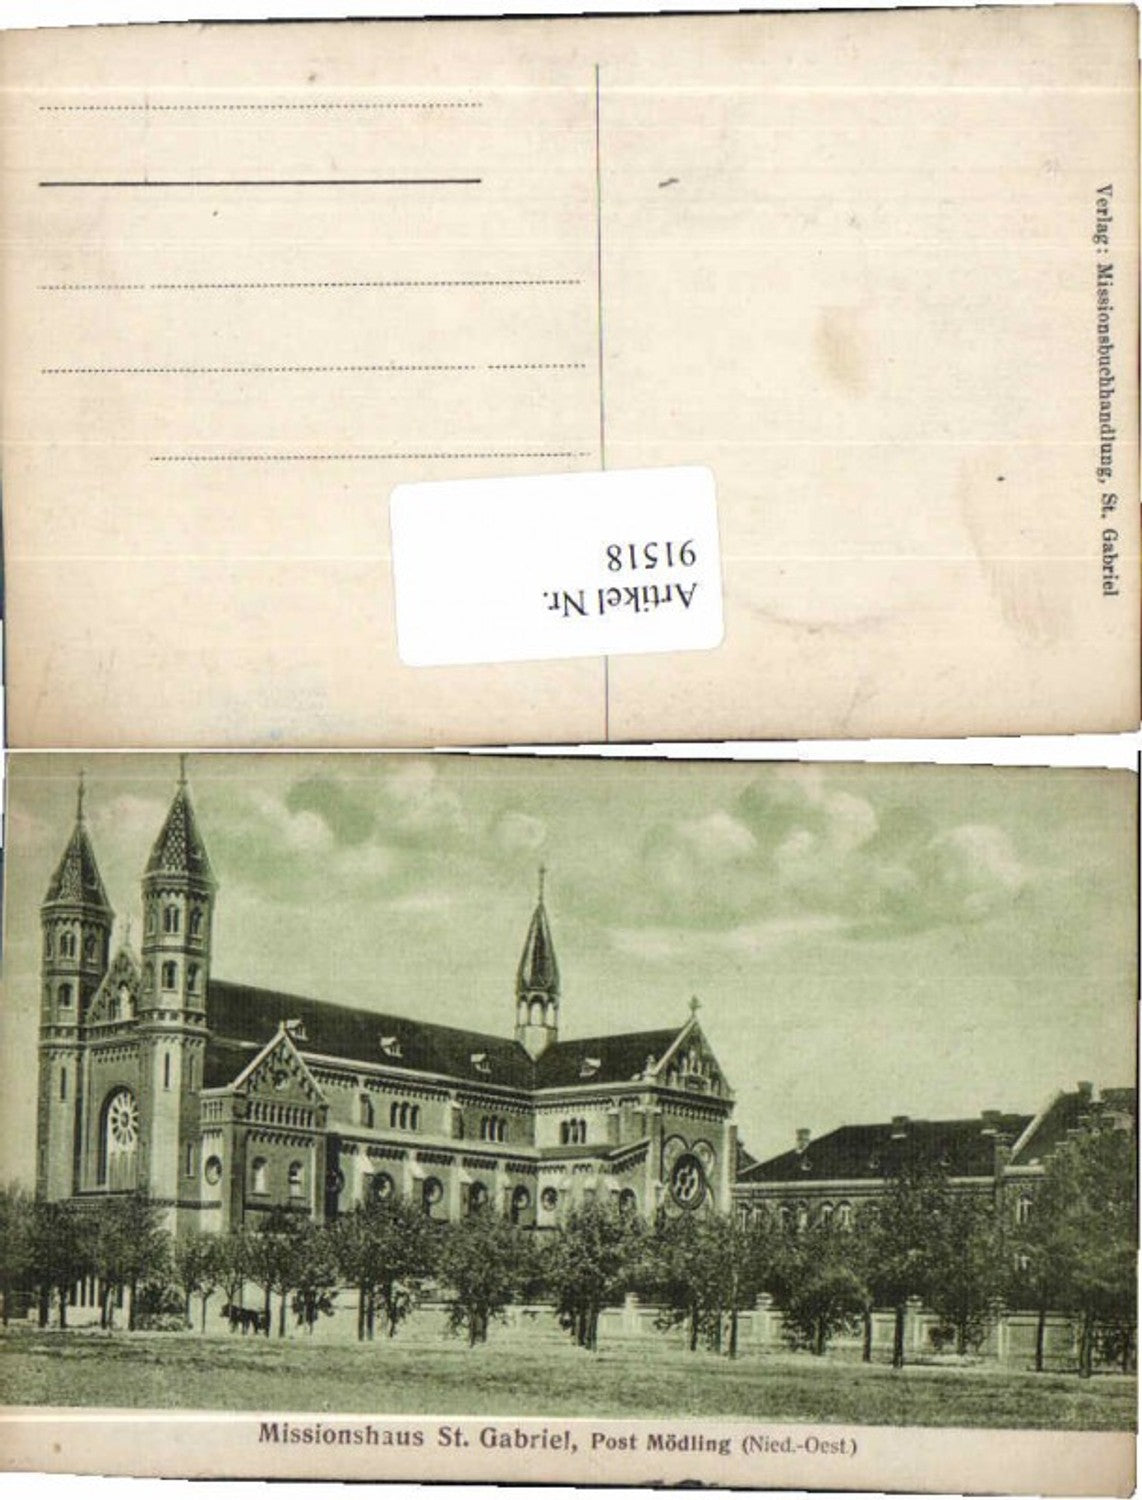 Verlag: Missionsbuchhandlung, St. Gabriel
Artikel Nr.
91518
Missionshaus St. Gabriel, Post Mödling (Nied.-Oest.)